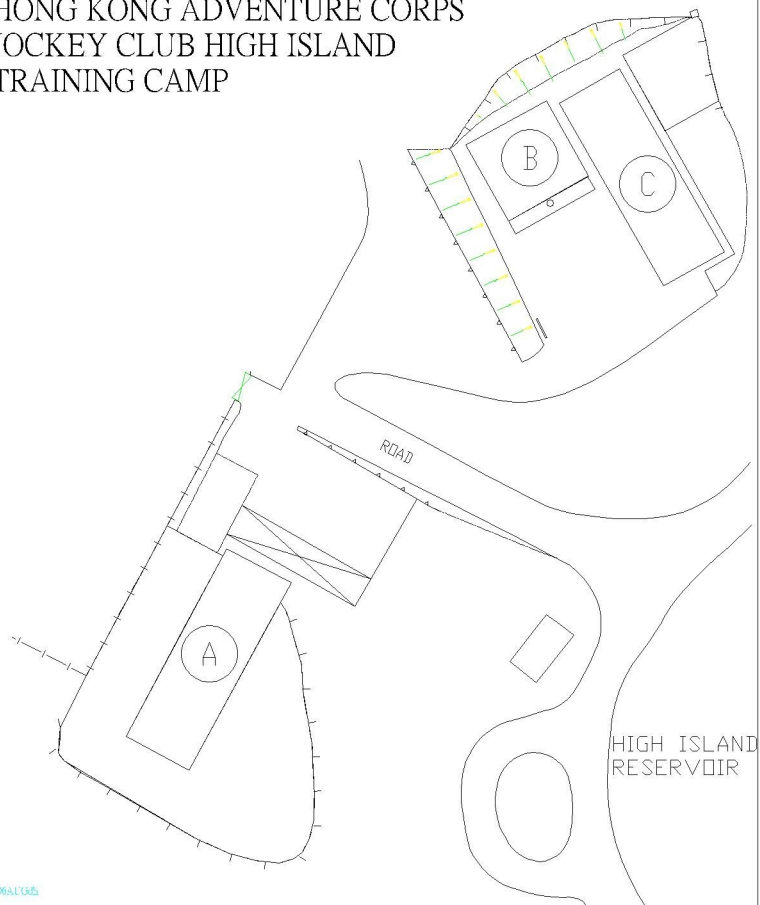 HONG KONG ADVENTURE CORPS
JOCKEY CLUB HIGH ISLAND
TRAINING CAMP
B
C
ROAD
A
HIGH ISLAND
RESERVOIR